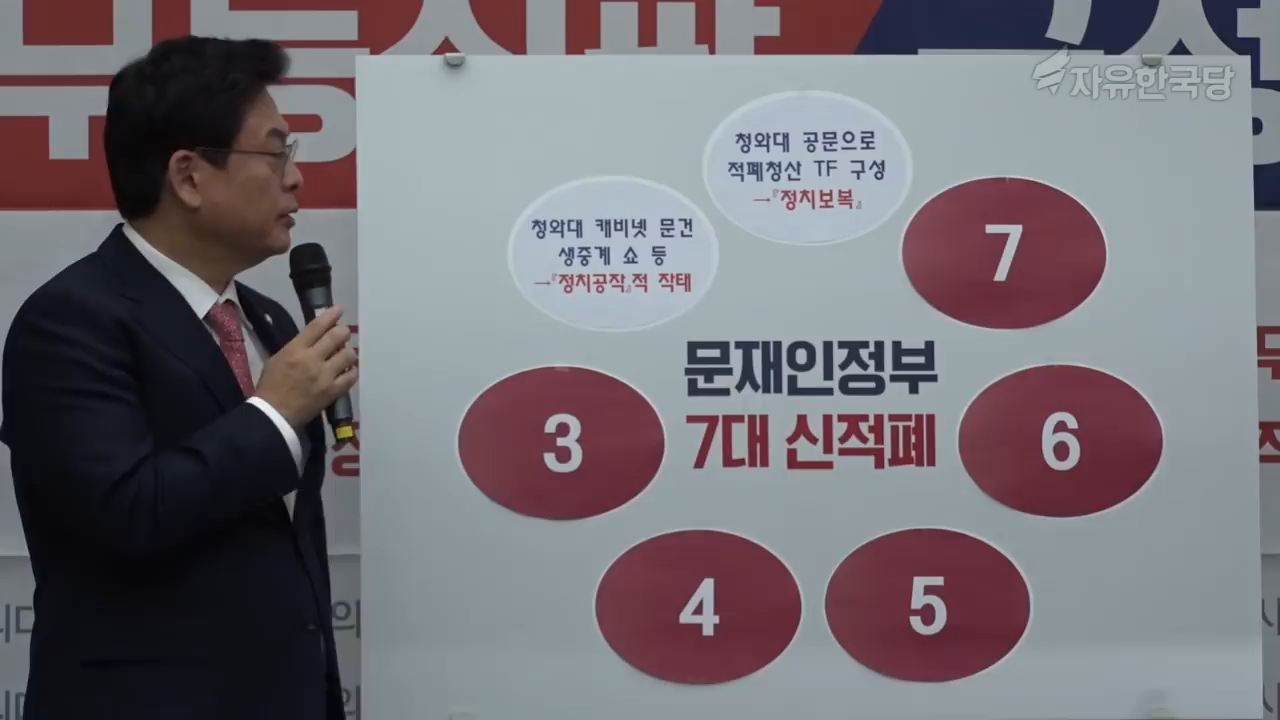 자유한국당
청와대 공문으로
적폐청산 TF 구성
→『정치보복』
청와대 캐비넷 문건
생중계 쇼 등
→『정치공작』적 작태
7
문재인정부
7대 신적폐
3
6
4
5